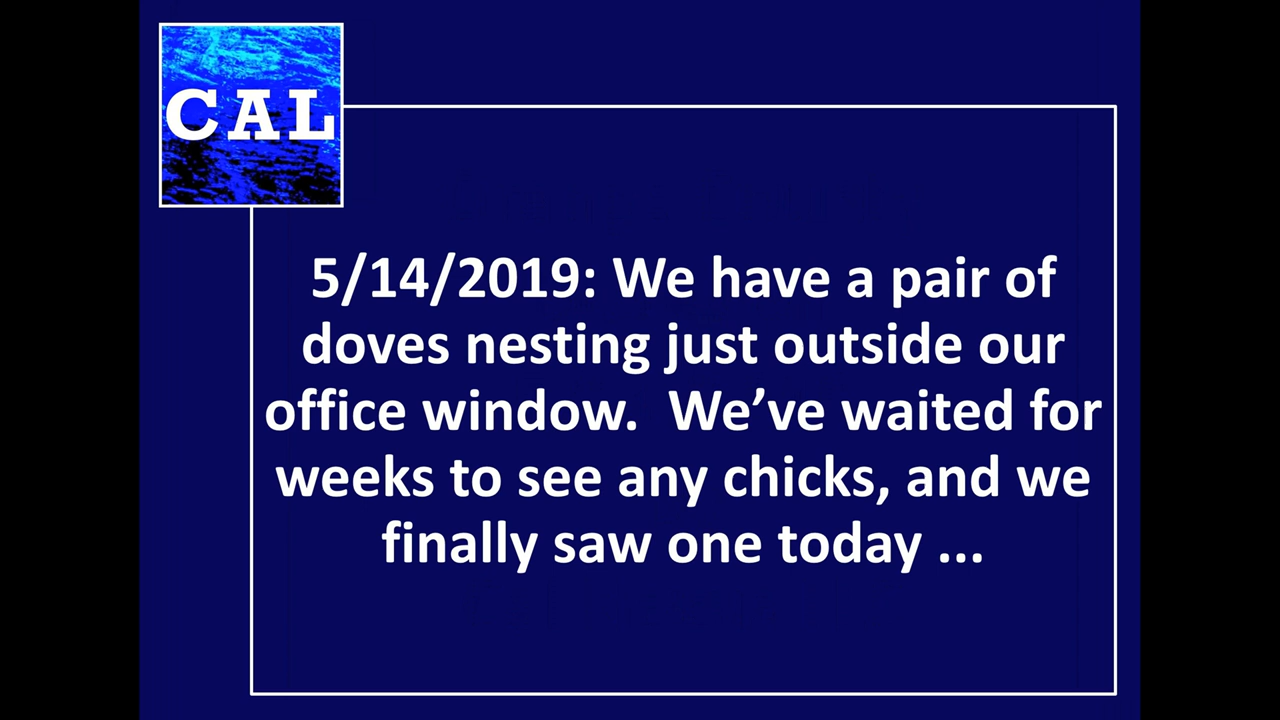 CAL
5/14/2019: We have a pair of
doves nesting just outside our
office window.  We’ve waited for
weeks to see any chicks, and we
finally saw one today ...